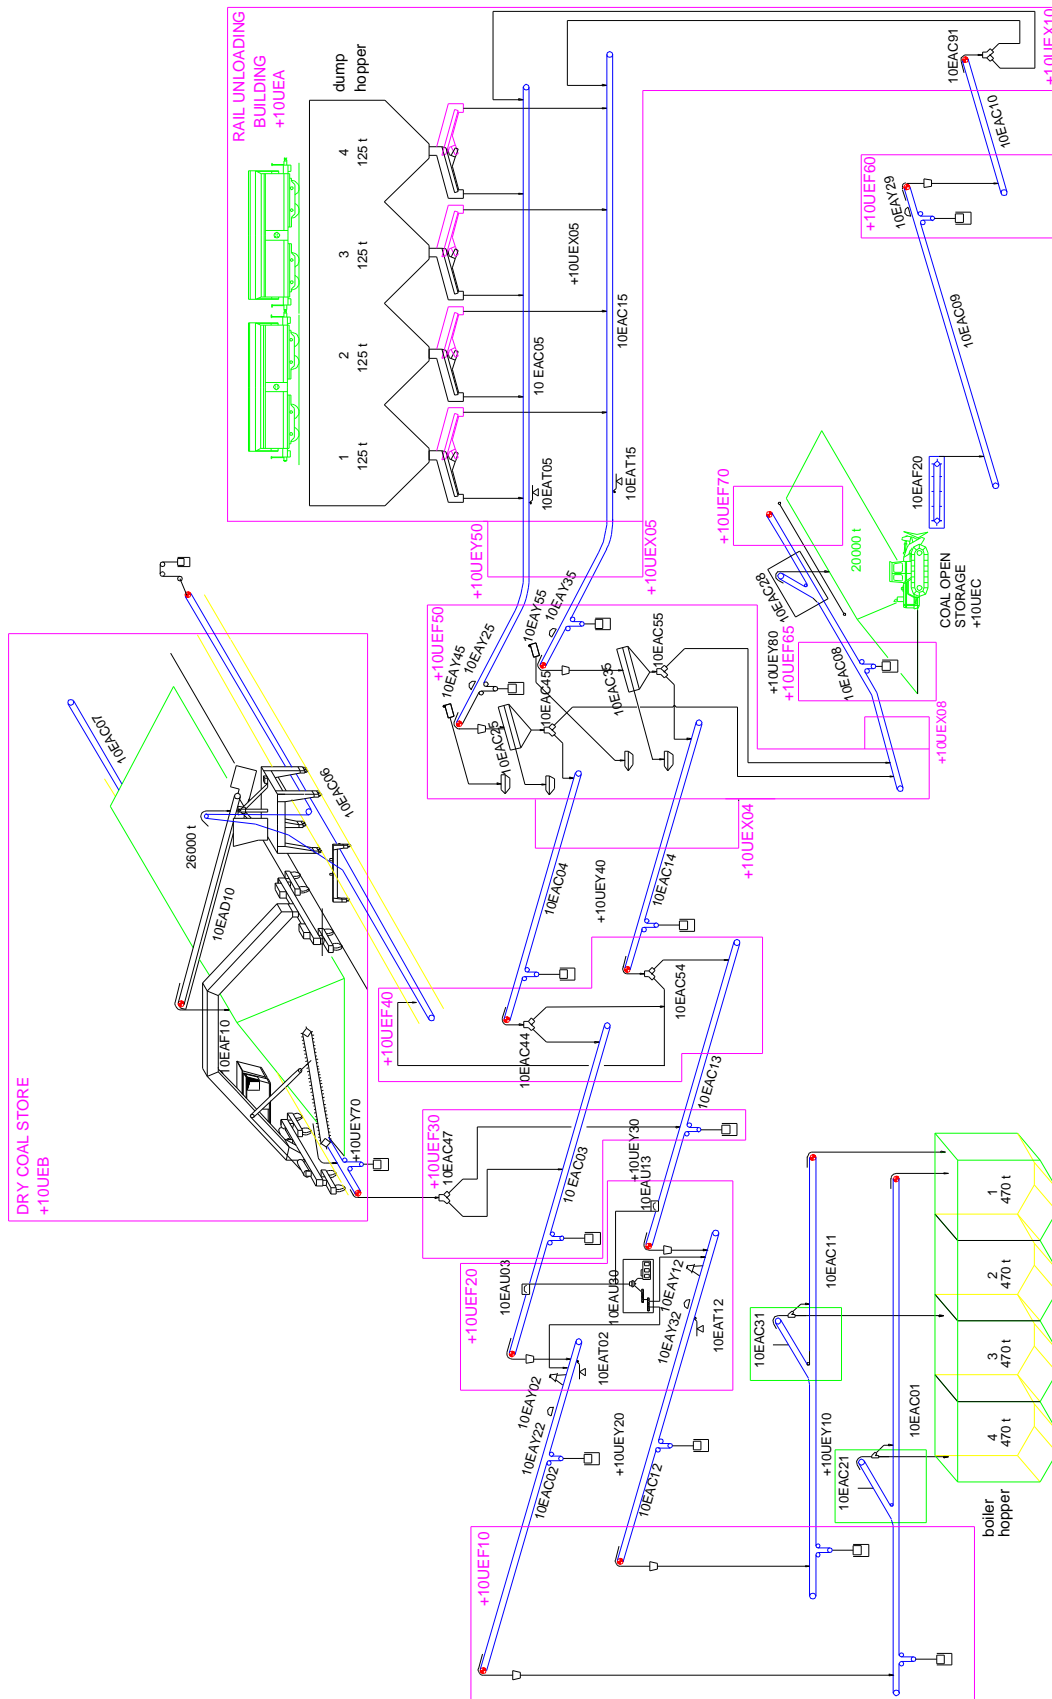 RAIL UNLOADING
BUILDING
+10UEA
dump
hopper
4
125 t
3
125 t
2
125 t
1
125 t
10EAC91
+10UEX10
10EAC10
+10UEF60
10EAY29
10EAC09
10EAF20
+10UEX05
10EAC15
10 EAC05
10EAT05
10EAT15
+10UEY50
+10UEX05
+10UEF70
20000 t
COAL OPEN
STORAGE
+10UEC
10EAC28
+10UEY80
+10UEF65
10EAC08
+10UEX08
+10UEF50
10EAY45
10EAY25
10EAC45
10EAC25
10EAY55
10EAY35
10EAC55
10EAC35
+10UEX04
DRY COAL STORE
+10UEB
10EAC07
10EAC06
26000 t
10EAD10
10EAF10
+10UEY70
10EAC04
+10UEY40
10EAC14
+10UEF40
10EAC44
10EAC54
10EAC13
+10UEF30
10EAC47
10 EAC03
+10UEY30
10EAU13
+10UEF20
10EAU03
10EAU30
10EAY12
10EAY32
10EAT12
10EAT02
10EAY02
10EAY22
10EAC02
+10UEY20
10EAC12
10EAC11
10EAC31
10EAC01
+10UEY10
10EAC21
+10UEF10
1
470 t
2
470 t
3
470 t
4
470 t
boiler
hopper